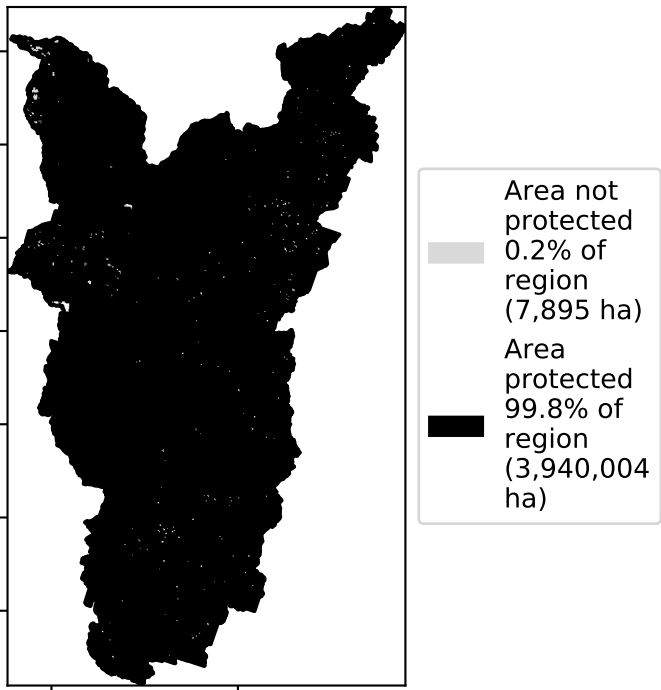 Area not
protected
0.2% of
region
(7,895 ha)
Area
protected
99.8% of
region
(3,940,004
ha)